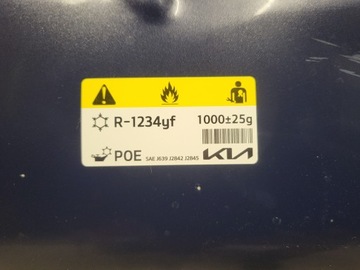 R-1234yf 1000±25g
POE SAE J639 J2842 J2845 KIA